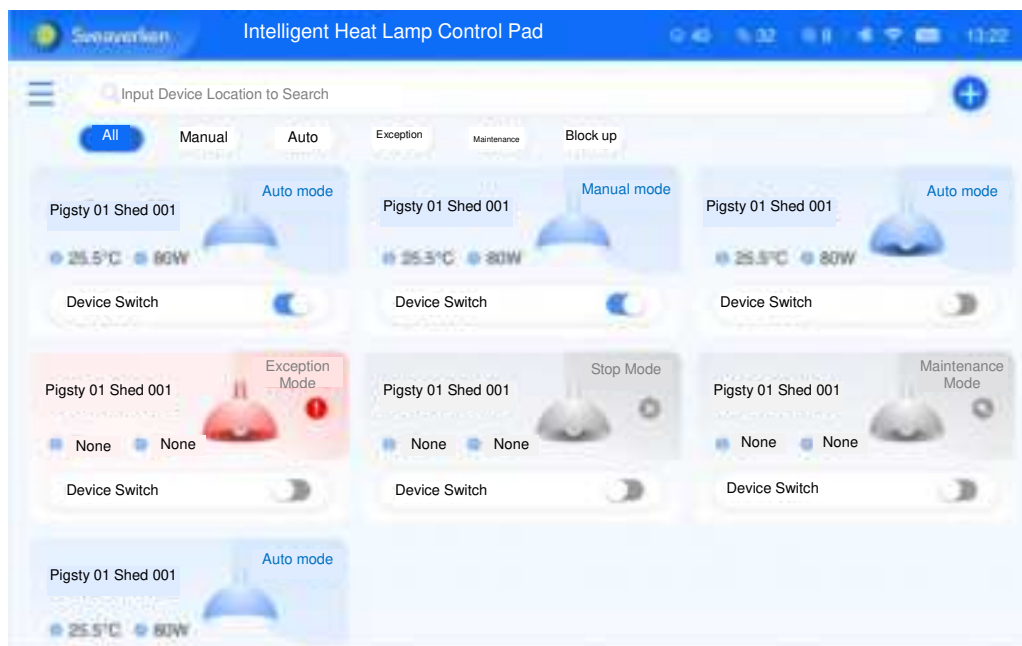 Sveaverken
Intelligent Heat Lamp Control Pad
32
13:22
Input Device Location to Search
All
Manual
Auto
Exception
Maintenance
Block up
Auto mode
Pigsty 01 Shed 001
25.5°C 80W
Device Switch
Manual mode
Pigsty 01 Shed 001
25.5°C 80W
Device Switch
Auto mode
Pigsty 01 Shed 001
25.5°C 80W
Device Switch
Exception
Mode
Pigsty 01 Shed 001
None None
Device Switch
Stop Mode
Pigsty 01 Shed 001
None None
Device Switch
Maintenance
Mode
Pigsty 01 Shed 001
None None
Device Switch
Auto mode
Pigsty 01 Shed 001
25.5°C 80W